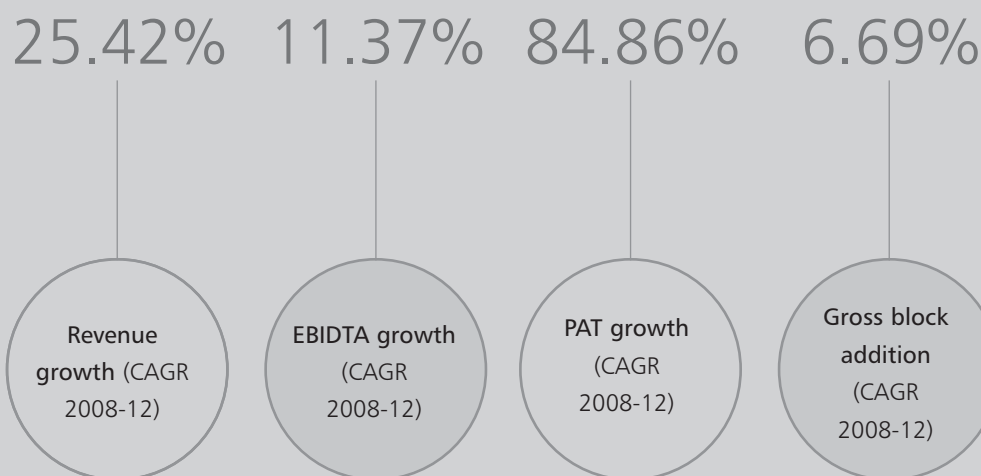 25.42% 11.37% 84.86% 6.69%
Revenue
growth (CAGR
2008-12)
EBIDTA growth
(CAGR
2008-12)
PAT growth
(CAGR
2008-12)
Gross block
addition
(CAGR
2008-12)